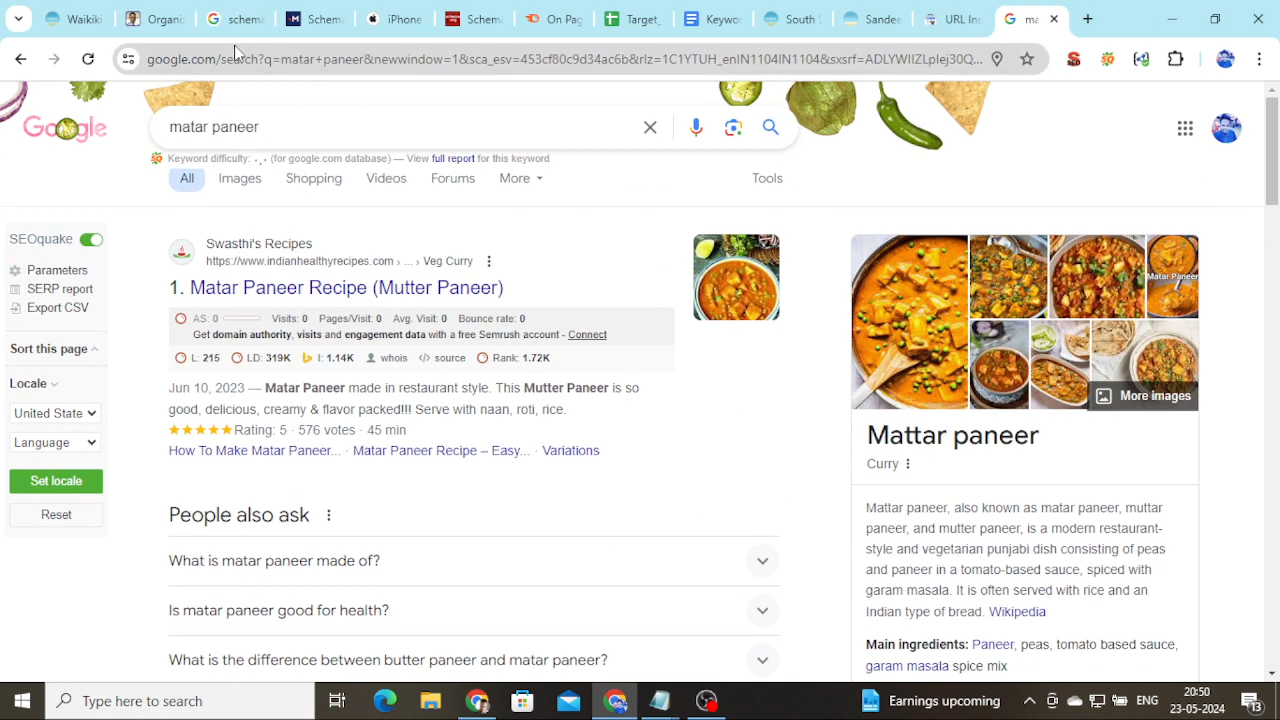 Waikiki
Organi
schema
Schema
iPhone
Schema
On Pag
Target_
Keywor
South S
Sandee
URL Ins
ma
google.com/search?q=matar+paneer&newwindow=1&sca_esv=453cf80c9d34ac6b&rlz=1C1YTUH_enIN1104IN1104&sxsrf=ADLYWIIZLpIej30Q...
Google
matar paneer
Keyword difficulty: ... (for google.com database) — View full report for this keyword
All Images Shopping Videos Forums More Tools
SEOquake
Parameters
SERP report
Export CSV
Sort this page
Locale
United State
Language
Set locale
Reset
Swasthi's Recipes
https://www.indianhealthyrecipes.com › ... › Veg Curry
1. Matar Paneer Recipe (Mutter Paneer)
AS: 0 Visits: 0 Pages/Visit: 0 Avg. Visit: 0 Bounce rate: 0
Get domain authority, visits and engagement data with a free Semrush account - Connect
L: 215 LD: 319K I: 1.14K whois source Rank: 1.72K
Jun 10, 2023 — Matar Paneer made in restaurant style. This Mutter Paneer is so
good, delicious, creamy & flavor packed!!! Serve with naan, roti, rice.
Rating: 5 · 576 votes · 45 min
How To Make Matar Paneer... · Matar Paneer Recipe – Easy... · Variations
People also ask
What is matar paneer made of?
Is matar paneer good for health?
What is the difference between butter paneer and matar paneer?
Matar Paneer
More images
Mattar paneer
Curry
Mattar paneer, also known as matar paneer, muttar
paneer, and mutter paneer, is a modern restaurant-
style and vegetarian punjabi dish consisting of peas
and paneer in a tomato-based sauce, spiced with
garam masala. It is often served with rice and an
Indian type of bread. Wikipedia
Main ingredients: Paneer, peas, tomato based sauce,
garam masala spice mix
Type here to search
Earnings upcoming
ENG
20:50
23-05-2024
13